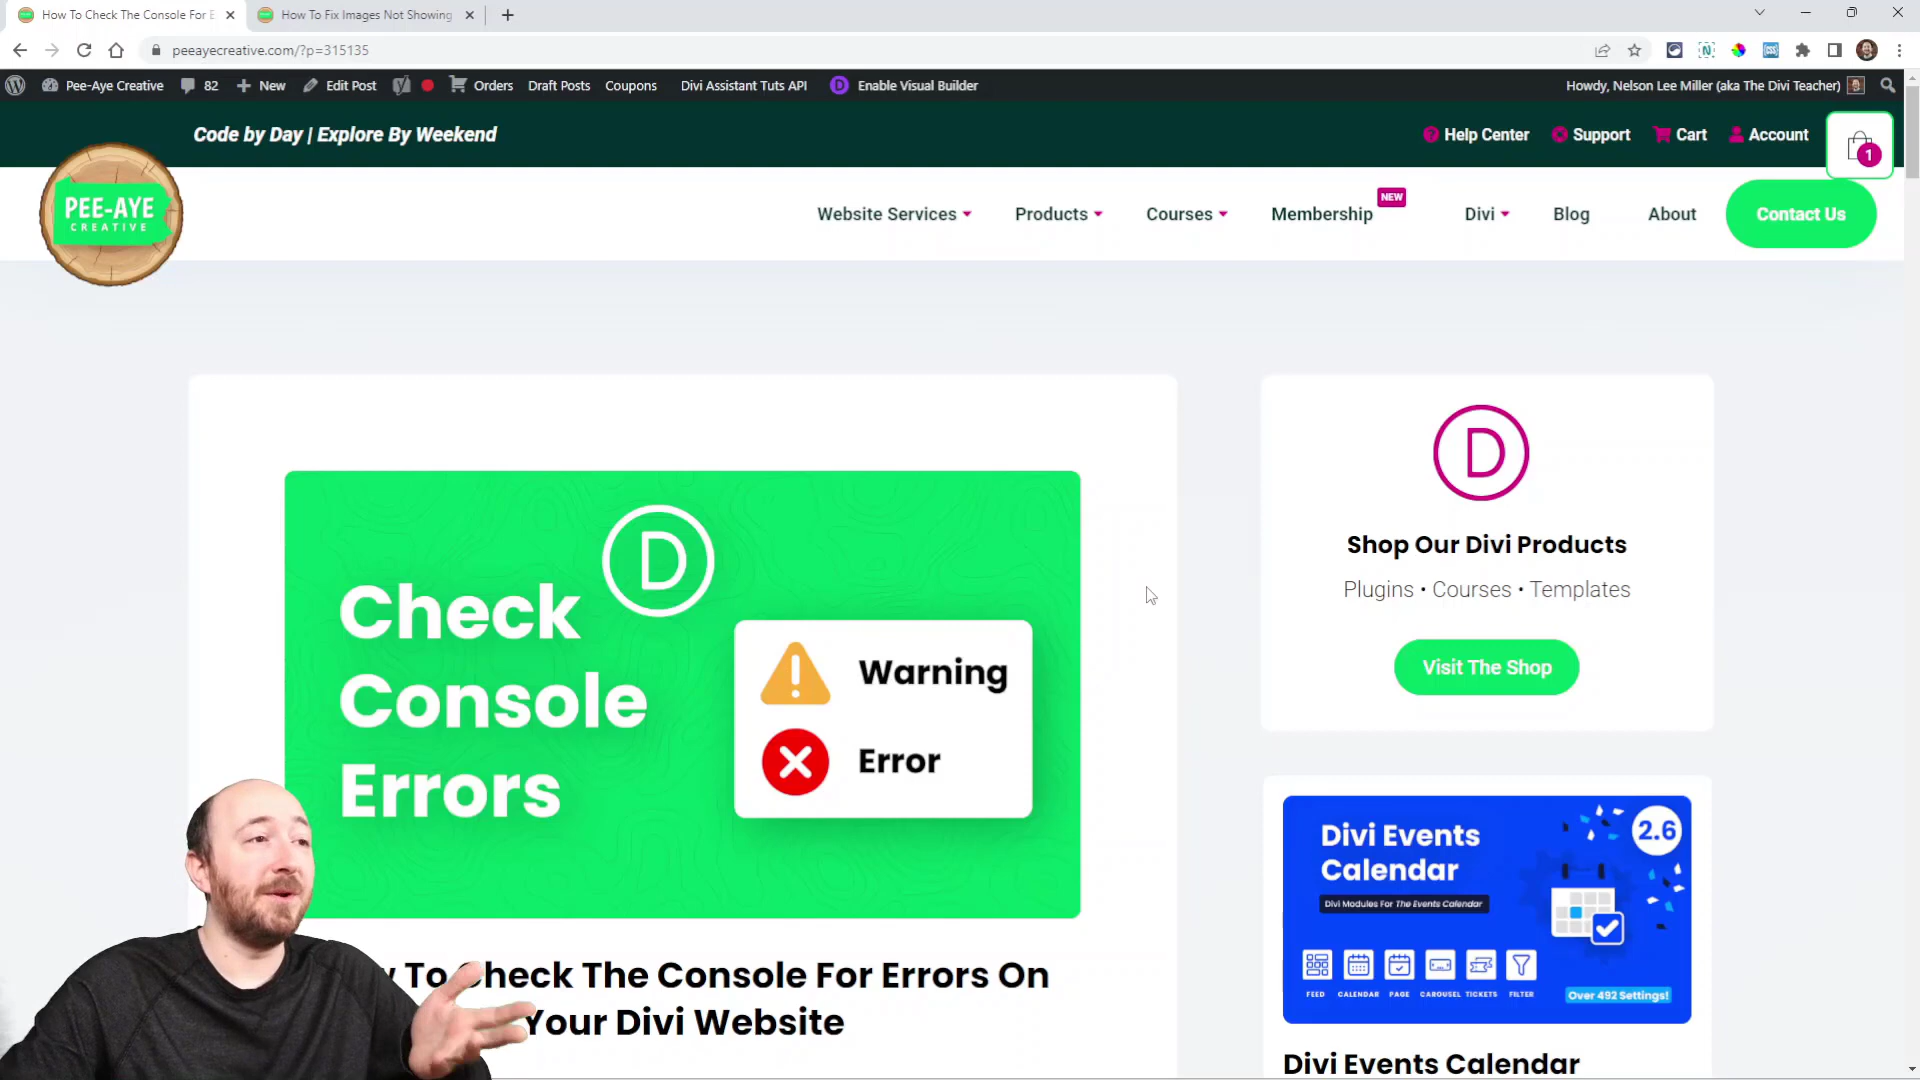 How To Check The Console For E
How To Fix Images Not Showing
peeayecreative.com/?p=315135
Pee-Aye Creative 82 New Edit Post Orders Draft Posts Coupons Divi Assistant Tuts API D Enable Visual Builder Howdy, Nelson Lee Miller (aka The Divi Teacher)
Code by Day | Explore By Weekend
Help Center Support Cart Account 1
PEE-AYE
CREATIVE
NEW
Website Services Products Courses Membership Divi Blog About Contact Us
D
Check
Console
Errors
Warning
Error
To Check The Console For Errors On
Your Divi Website
D
Shop Our Divi Products
Plugins • Courses • Templates
Visit The Shop
Divi Events
Calendar
2.6
Divi Modules For The Events Calendar
FEED CALENDAR PAGE CAROUSEL TICKETS FILTER
Over 492 Settings!
Divi Events Calendar